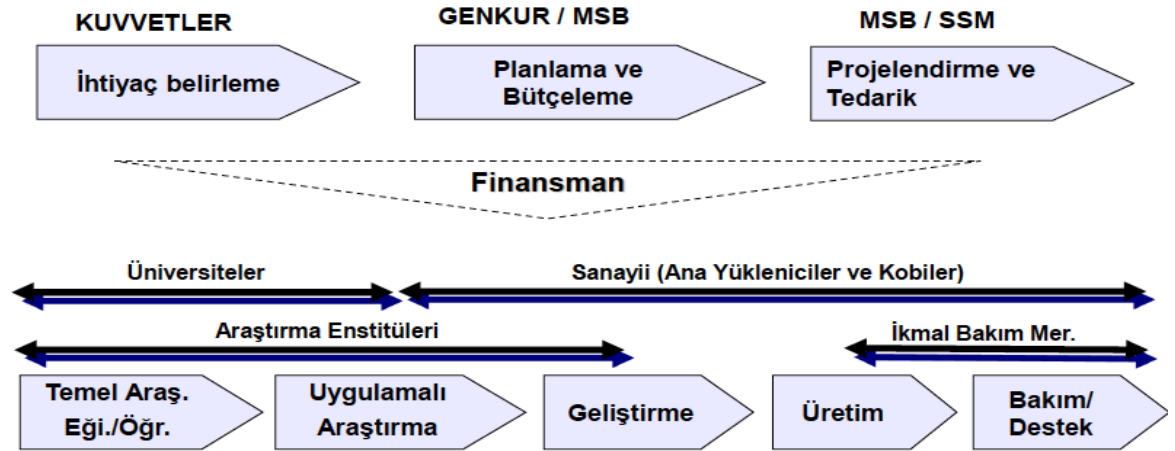 KUVVETLER
GENKUR / MSB
MSB / SSM
İhtiyaç belirleme
Planlama ve
Bütçeleme
Projelendirme ve
Tedarik
Finansman
Üniversiteler
Sanayii (Ana Yükleniciler ve Kobiler)
Araştırma Enstitüleri
İkmal Bakım Mer.
Temel Araş.
Eği./Öğr.
Uygulamalı
Araştırma
Geliştirme
Üretim
Bakım/
Destek